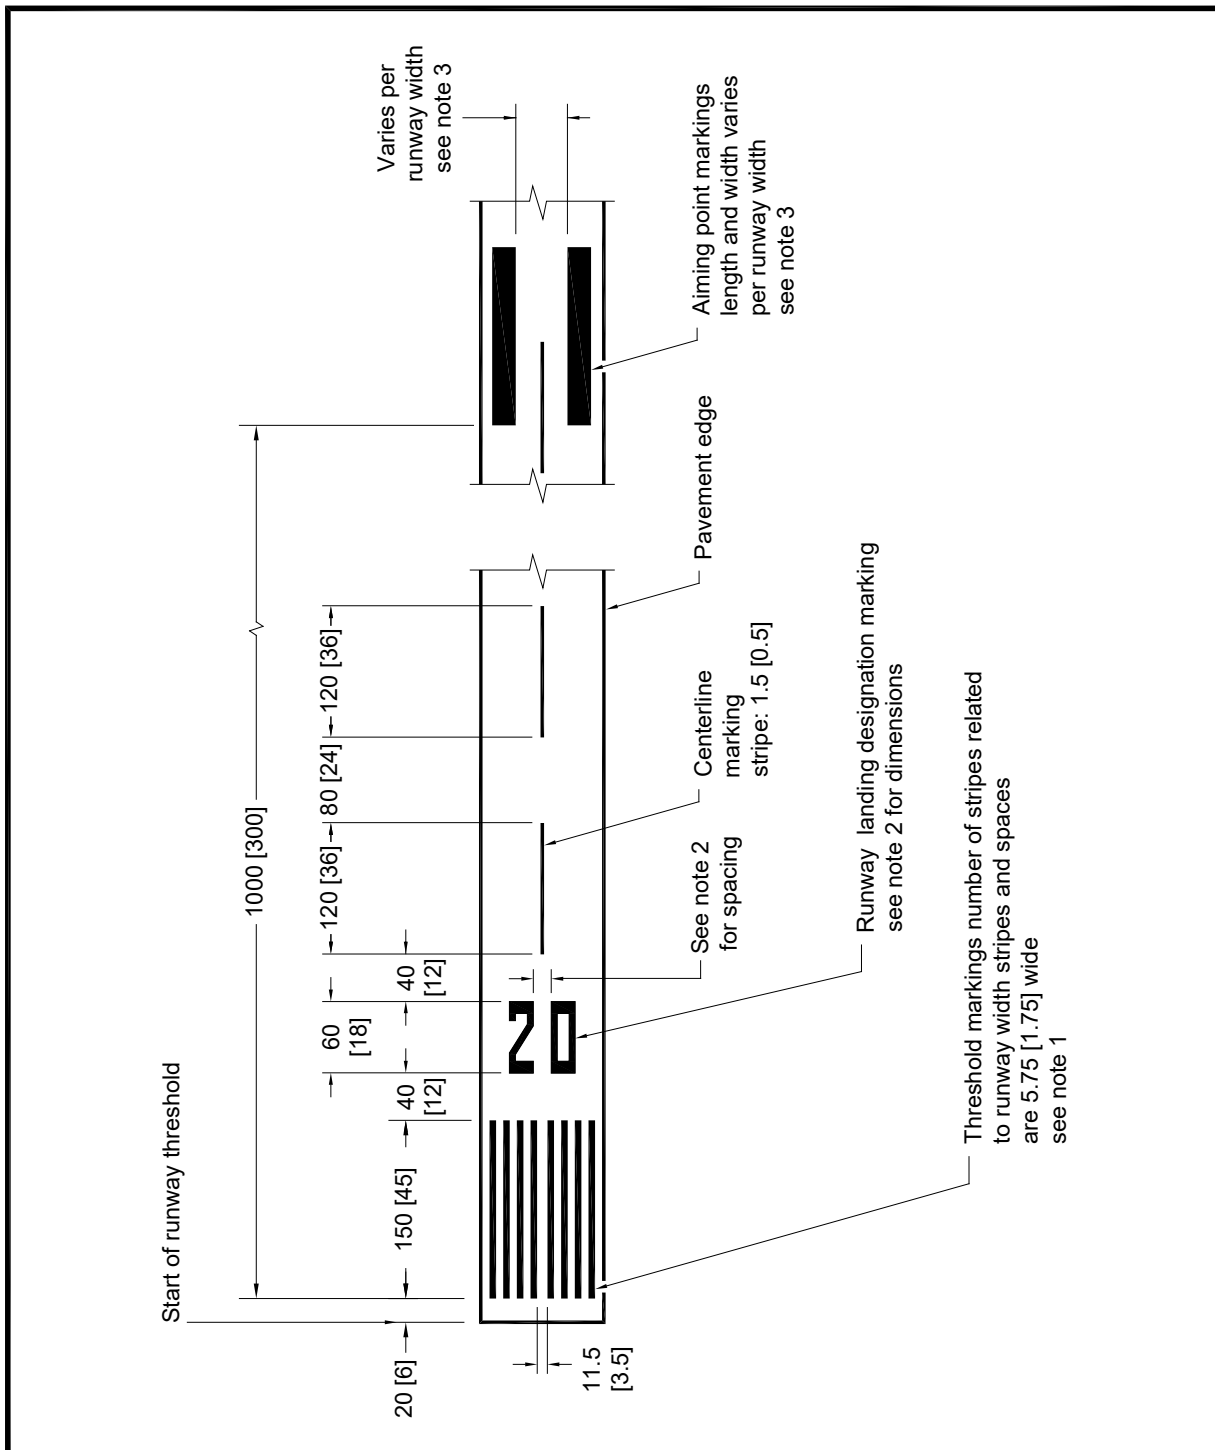 Start of runway threshold
1000 [300]
20 [6]
150 [45]
40
[12]
60
[18]
40
[12]
120 [36]
80 [24]
120 [36]
Varies per
runway width
see note 3
11.5
[3.5]
20
Threshold markings number of stripes related
to runway width stripes and spaces
are 5.75 [1.75] wide
see note 1
Runway landing designation marking
see note 2 for dimensions
See note 2
for spacing
Centerline
marking
stripe: 1.5 [0.5]
Pavement edge
Aiming point markings
length and width varies
per runway width
see note 3